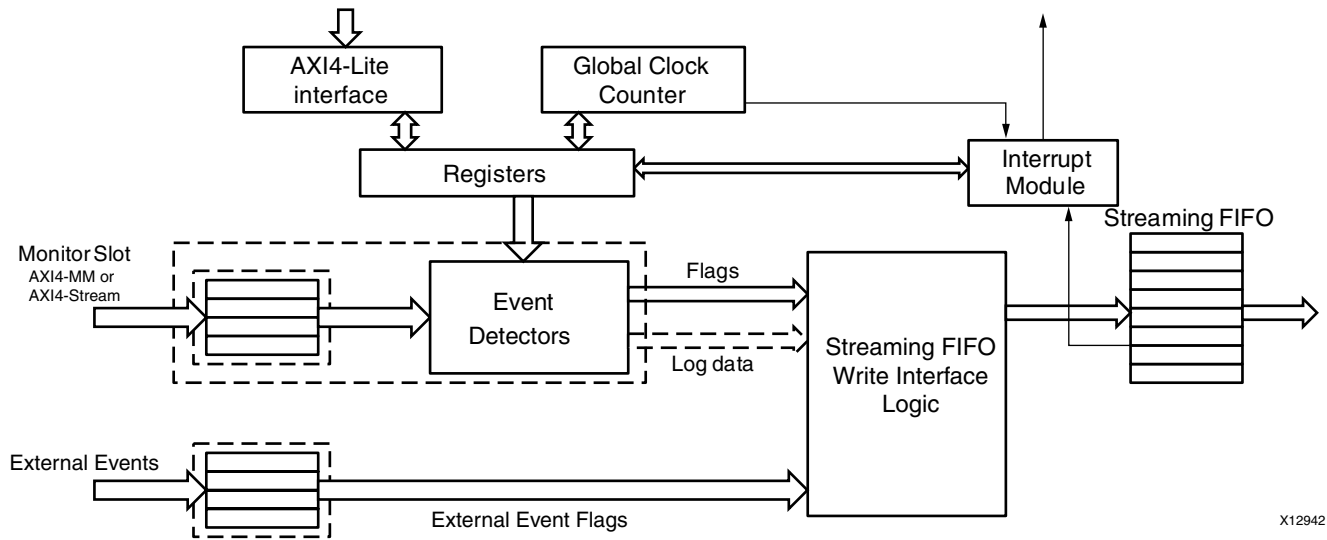 AXI4-Lite
interface
Global Clock
Counter
Registers
Interrupt
Module
Streaming FIFO
Monitor Slot
AXI4-MM or
AXI4-Stream
Event
Detectors
Flags
Log data
Streaming FIFO
Write Interface
Logic
External Events
External Event Flags
X12942